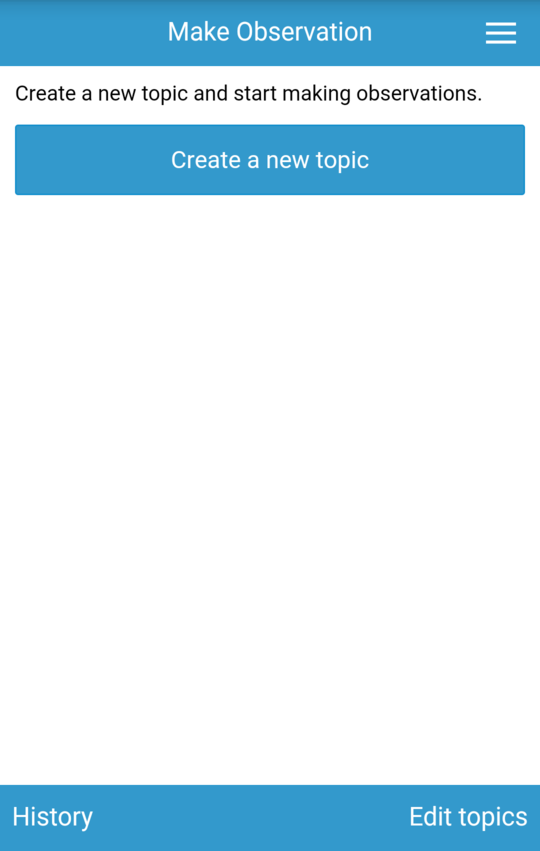 Make Observation
Create a new topic and start making observations.
Create a new topic
History
Edit topics